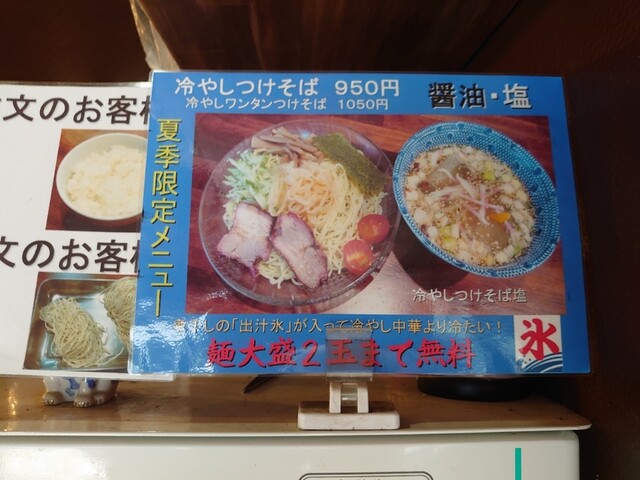 冷やしつけそば 950円
冷やしワンタンつけそば 1050円
醤油・塩
夏季限定メニュー
冷やしつけそば塩
しの「出汁氷」が入って冷やし中華より冷たい!
麺大盛2玉まで無料
氷
文のお客様
文のお客様